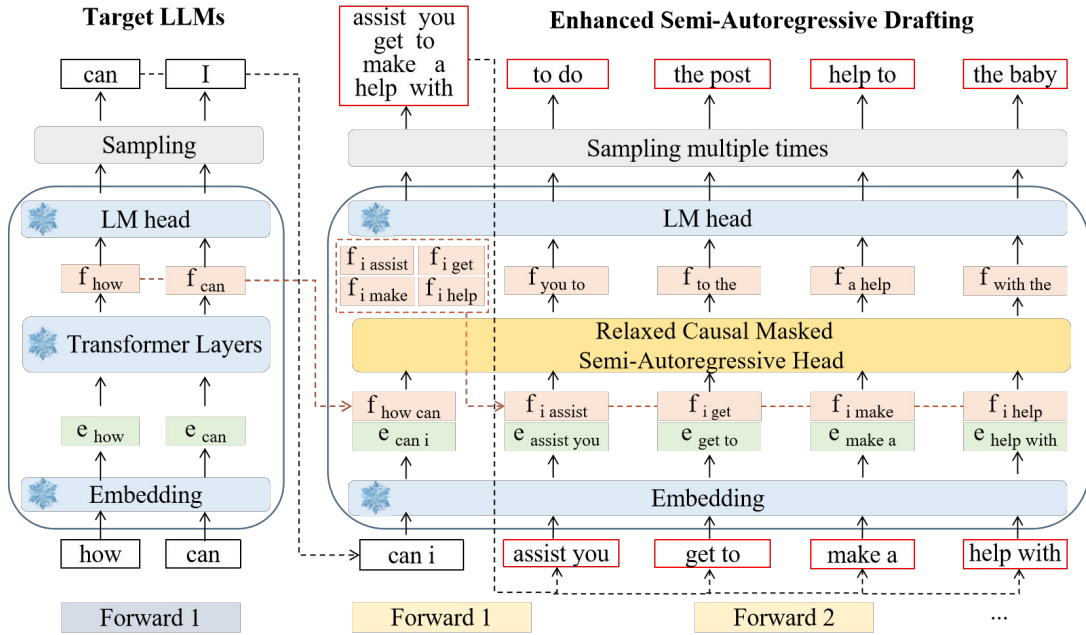 Target LLMs
Enhanced Semi-Autoregressive Drafting
can
I
assist you
get to
make a
help with
to do
the post
help to
the baby
Sampling
Sampling multiple times
LM head
LM head
f how
f can
f i assist
f i get
f i make
f i help
f you to
f to the
f a help
f with the
Transformer Layers
Relaxed Causal Masked
Semi-Autoregressive Head
e how
e can
f how can
f i assist
f i get
f i make
f i help
e can i
e assist you
e get to
e make a
e help with
Embedding
Embedding
how
can
can i
assist you
get to
make a
help with
Forward 1
Forward 1
Forward 2
...